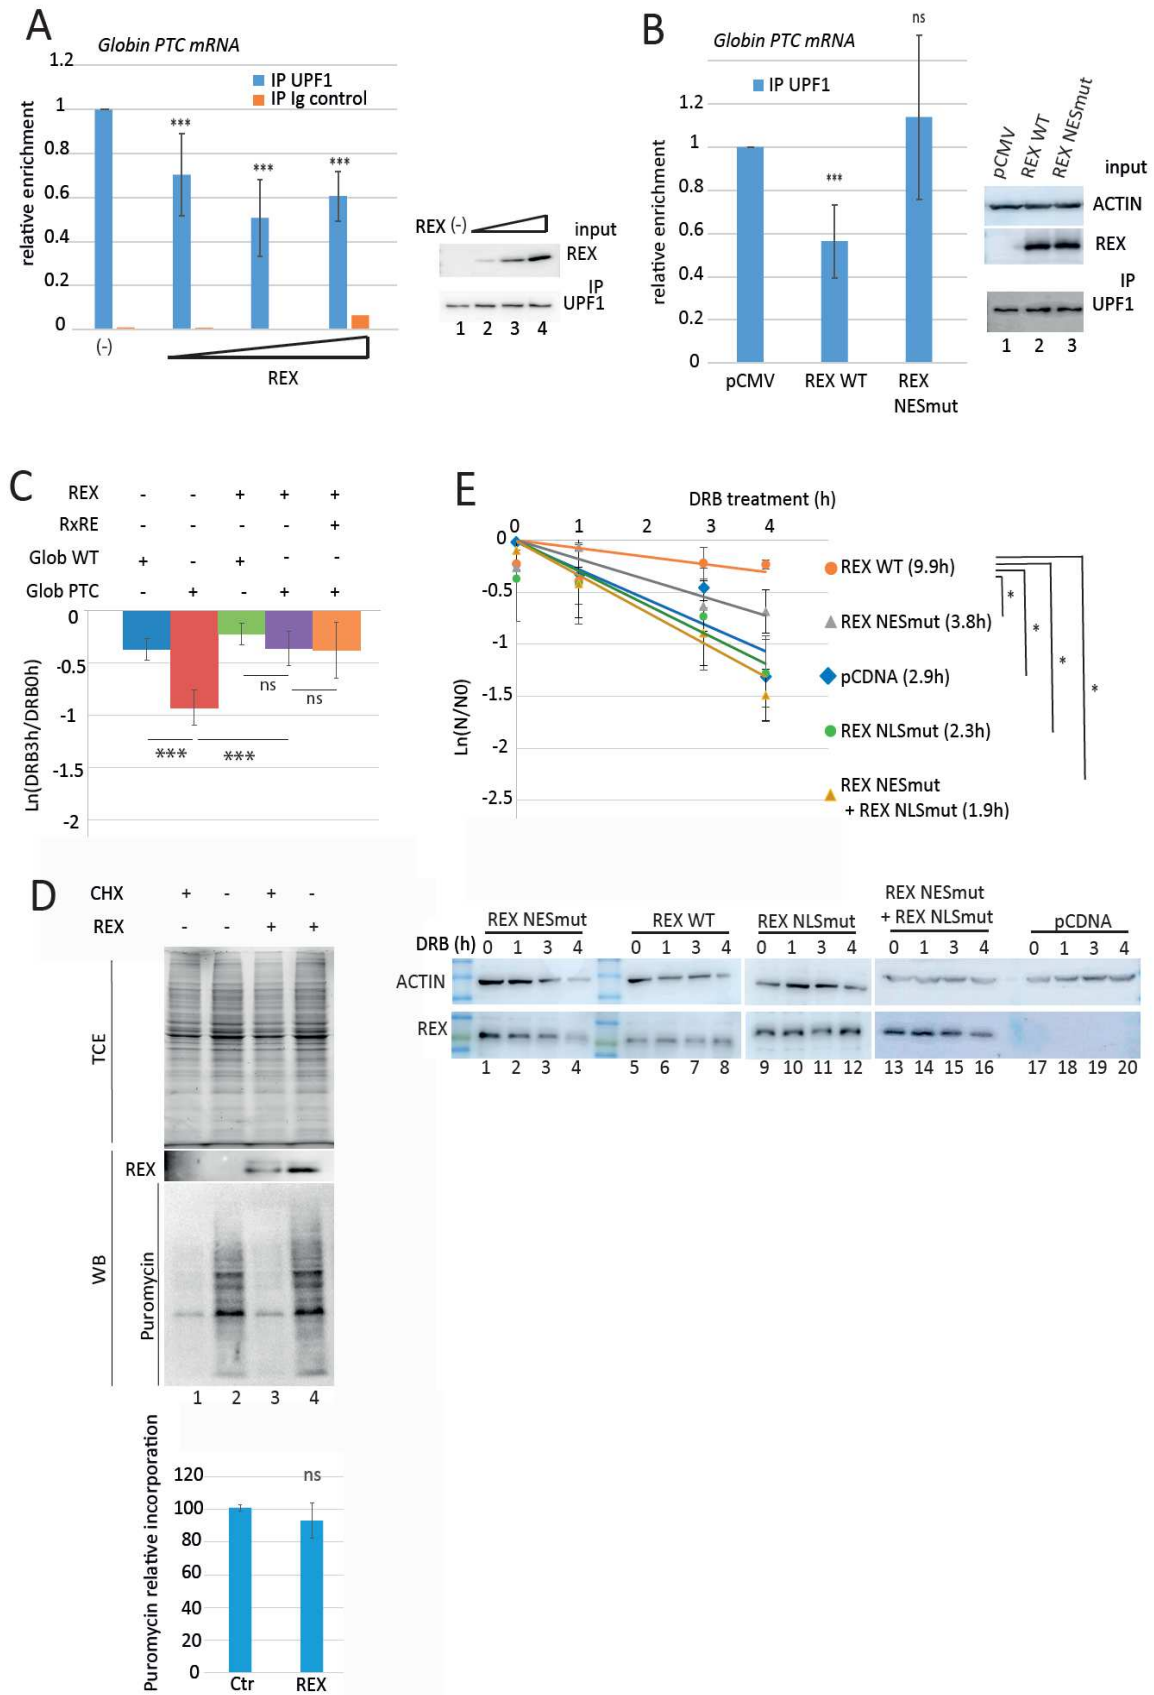 A
Globin PTC mRNA
1.2
1
0.8
0.6
0.4
0.2
0
relative enrichment
IP UPF1
IP Ig control
***
***
***
(-)
REX
REX (-)
input
REX
IP
UPF1
1 2 3 4
B
Globin PTC mRNA
ns
IP UPF1
1.2
1
0.8
0.6
0.4
0.2
0
relative enrichment
***
pCMV
REX WT
REX
NESmut
pCMV
REX WT
REX NESmut
input
ACTIN
REX
IP
UPF1
1 2 3
C
REX - - + + +
RxRE - - - - +
Glob WT + - + - -
Glob PTC - + - + +
0
-0.5
-1
-1.5
-2
Ln(DRB3h/DRB0h)
ns
ns
***
***
E
DRB treatment (h)
0 1 2 3 4
0
-0.5
-1
-1.5
-2
-2.5
Ln(N/N0)
REX WT (9.9h)
REX NESmut (3.8h)
pCDNA (2.9h)
REX NLSmut (2.3h)
REX NESmut
+ REX NLSmut (1.9h)
*
*
*
*
REX NESmut
REX WT
REX NLSmut
REX NESmut
+ REX NLSmut
pCDNA
DRB (h) 0 1 3 4 0 1 3 4 0 1 3 4 0 1 3 4 0 1 3 4
ACTIN
REX
1 2 3 4 5 6 7 8 9 10 11 12 13 14 15 16 17 18 19 20
D
CHX + - + -
REX - - + +
TCE
REX
WB
Puromycin
1 2 3 4
Puromycin relative incorporation
120
100
80
60
40
20
0
ns
Ctr
REX